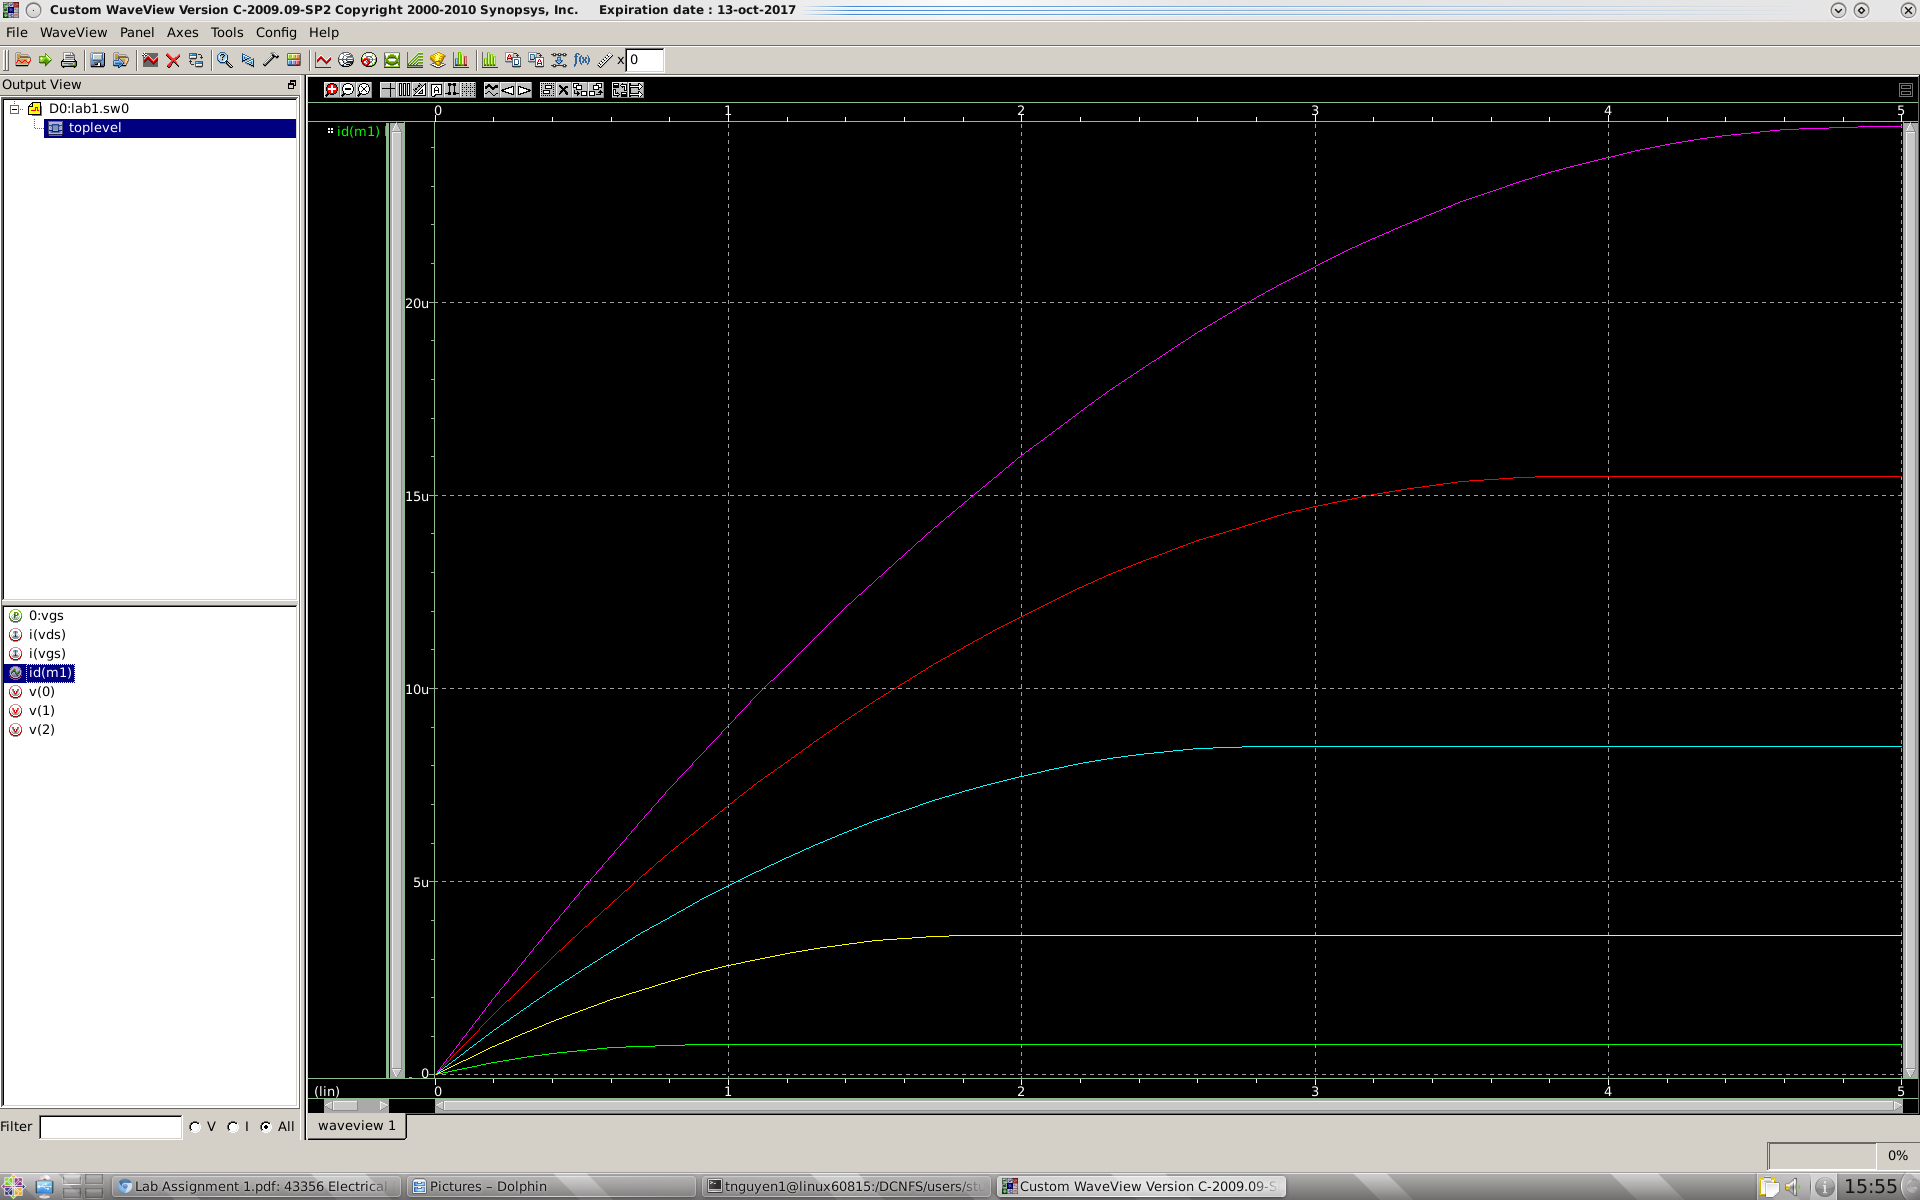 Custom WaveView Version C-2009.09-SP2 Copyright 2000-2010 Synopsys, Inc. Expiration date : 13-oct-2017
File WaveView Panel Axes Tools Config Help
x 0
Output View
D0:lab1.sw0
toplevel
0:vgs
i(vds)
i(vgs)
id(m1)
v(0)
v(1)
v(2)
Filter V I All
0 1 2 3 4 5
id(m1)
20u
15u
10u
5u
0
(lin) 0 1 2 3 4 5
waveview 1
0%
Lab Assignment 1.pdf: 43356 Electrical
Pictures – Dolphin
tnguyen1@linux60815:/DCNFS/users/stu
Custom WaveView Version C-2009.09-S
15:55